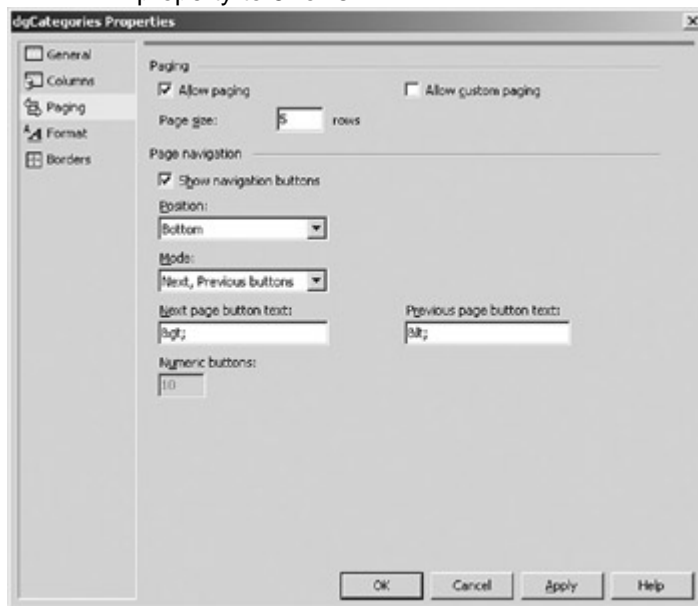 property to
dgCategories Properties
General
Columns
Paging
Format
Borders
Paging
Allow paging
Allow custom paging
Page size: 5 rows
Page navigation
Show navigation buttons
Position:
Bottom
Mode:
Next, Previous buttons
Next page button text: Previous page button text:
&gt; &lt;
Numeric buttons:
10
OK Cancel Apply Help